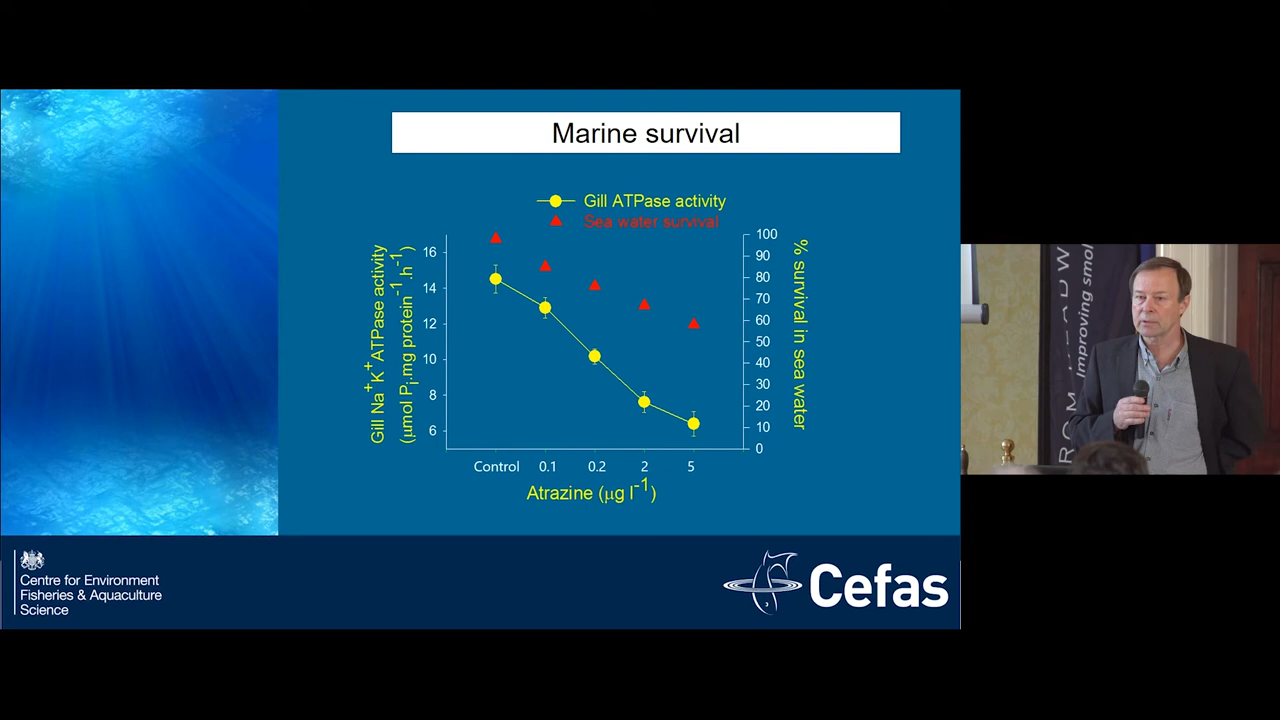 Marine survival
Gill ATPase activity
Sea water survival
Gill Na⁺K⁺ATPase activity
(µmol Pᵢ.mg protein⁻¹.h⁻¹)
16
14
12
10
8
6
100
90
80
70
60
50
40
30
20
10
0
% survival in sea water
Control 0.1 0.2 2 5
Atrazine (µg l⁻¹)
Centre for Environment
Fisheries & Aquaculture
Science
Cefas
Improving smol